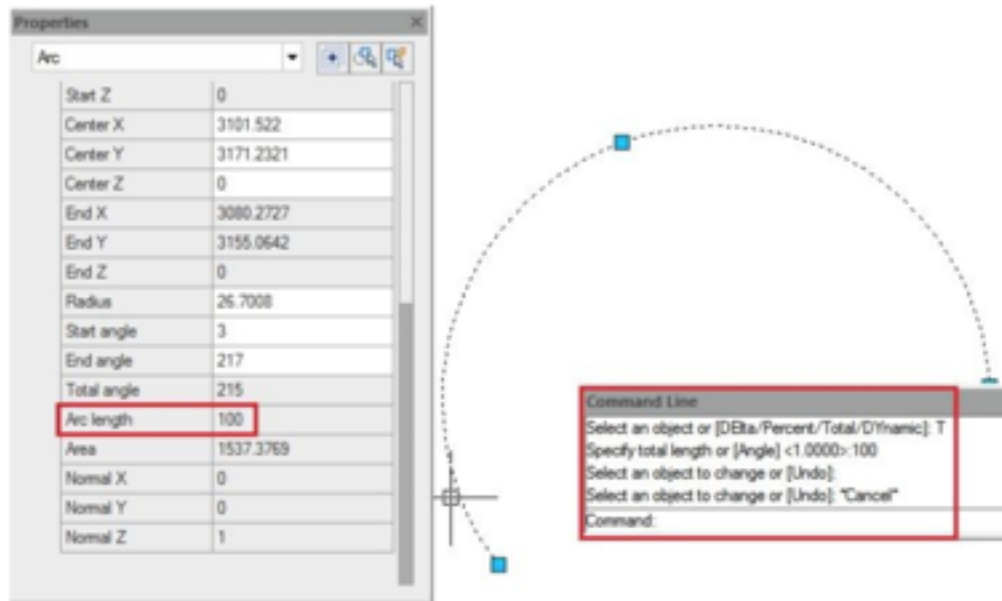 Properties
Arc
Start Z 0
Center X 3101.522
Center Y 3171.2321
Center Z 0
End X 3080.2727
End Y 3155.0642
End Z 0
Radius 26.7008
Start angle 3
End angle 217
Total angle 215
Arc length 100
Area 1537.3769
Normal X 0
Normal Y 0
Normal Z 1
Command Line
Select an object or [DElta/Percent/Total/DYnamic]: T
Specify total length or [Angle] <1.0000>:100
Select an object to change or [Undo]:
Select an object to change or [Undo]: *Cancel*
Command: